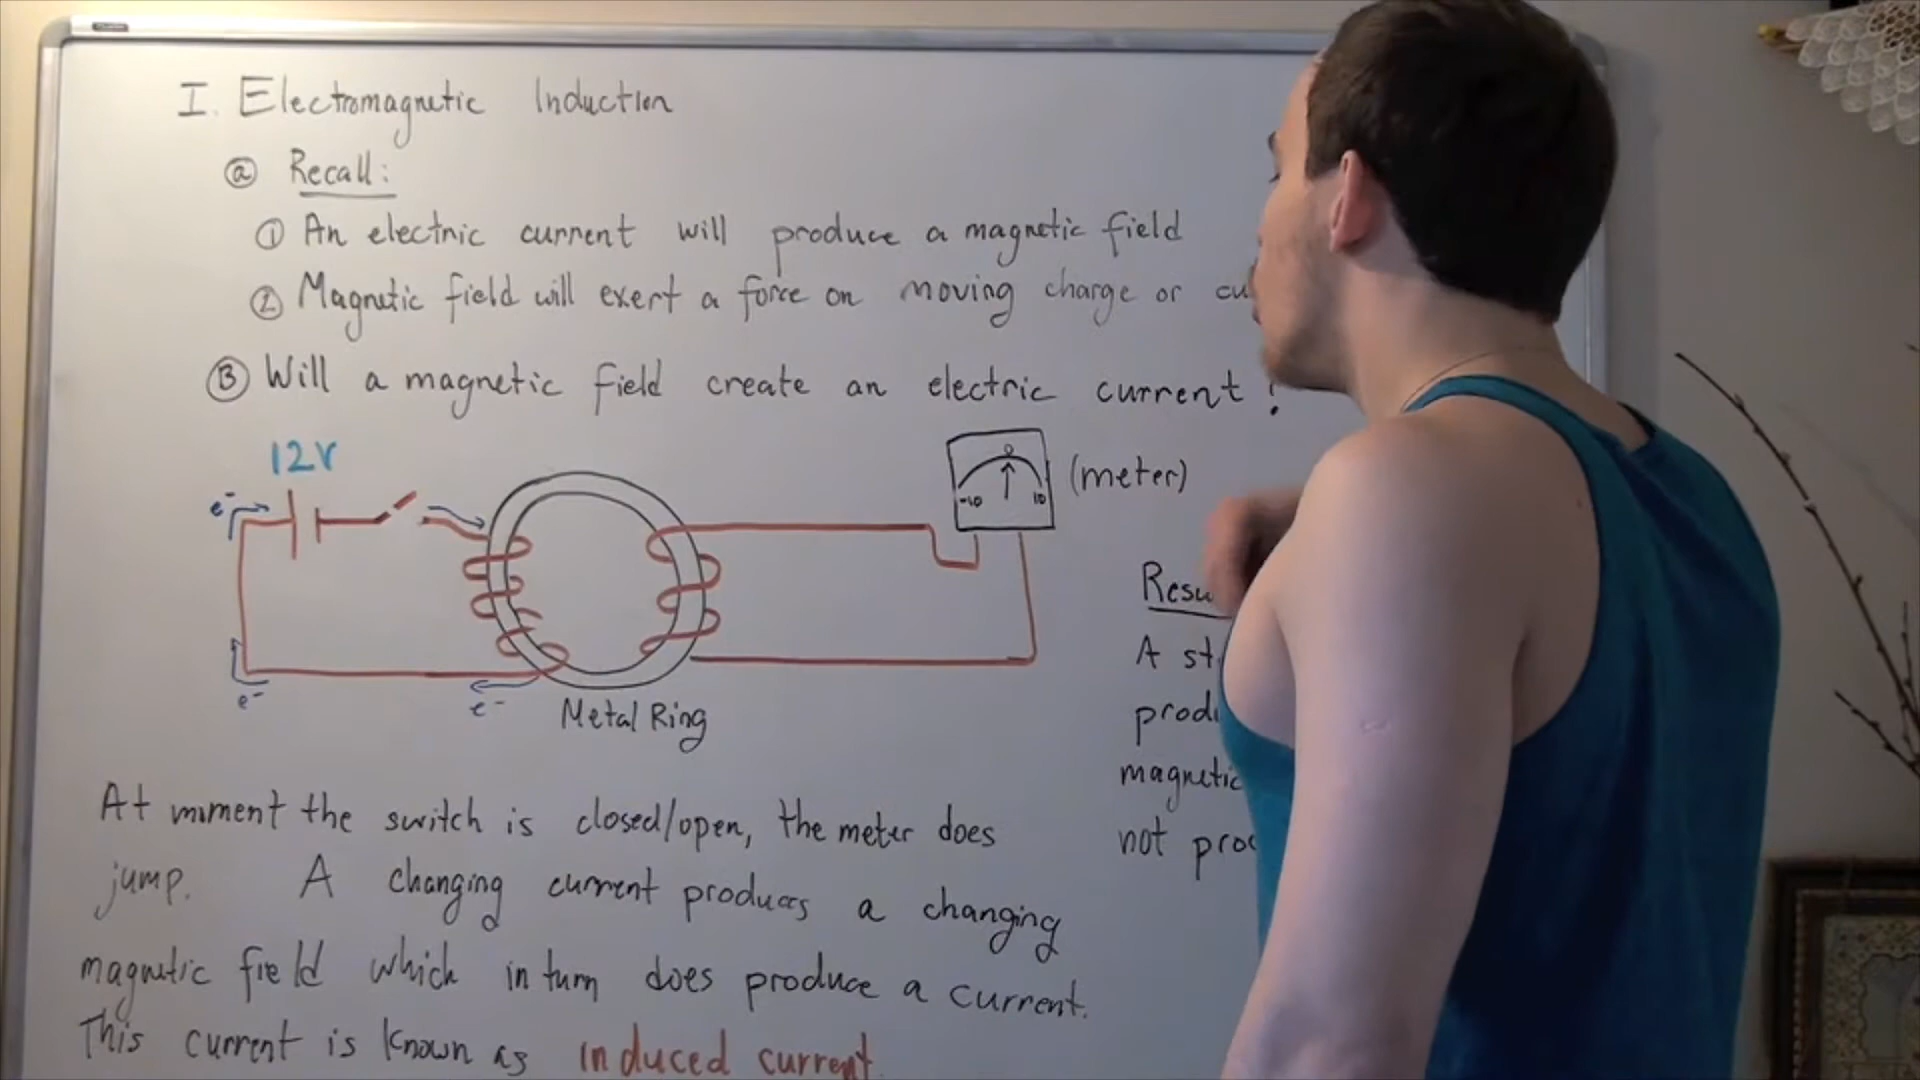 I. Electromagnetic Induction
ⓐ Recall:
① An electric current will produce a magnetic field
② Magnetic field will exert a force on moving charge or
Ⓑ Will a magnetic field create an electric current?
12V
e-
0
-10 10
(meter)
e-
e-
Metal Ring
A
magnetic
not
At moment the switch is closed/open, the meter does
jump. A changing current produces a changing
magnetic field which in turn does produce a current.
This current is known as induced current.